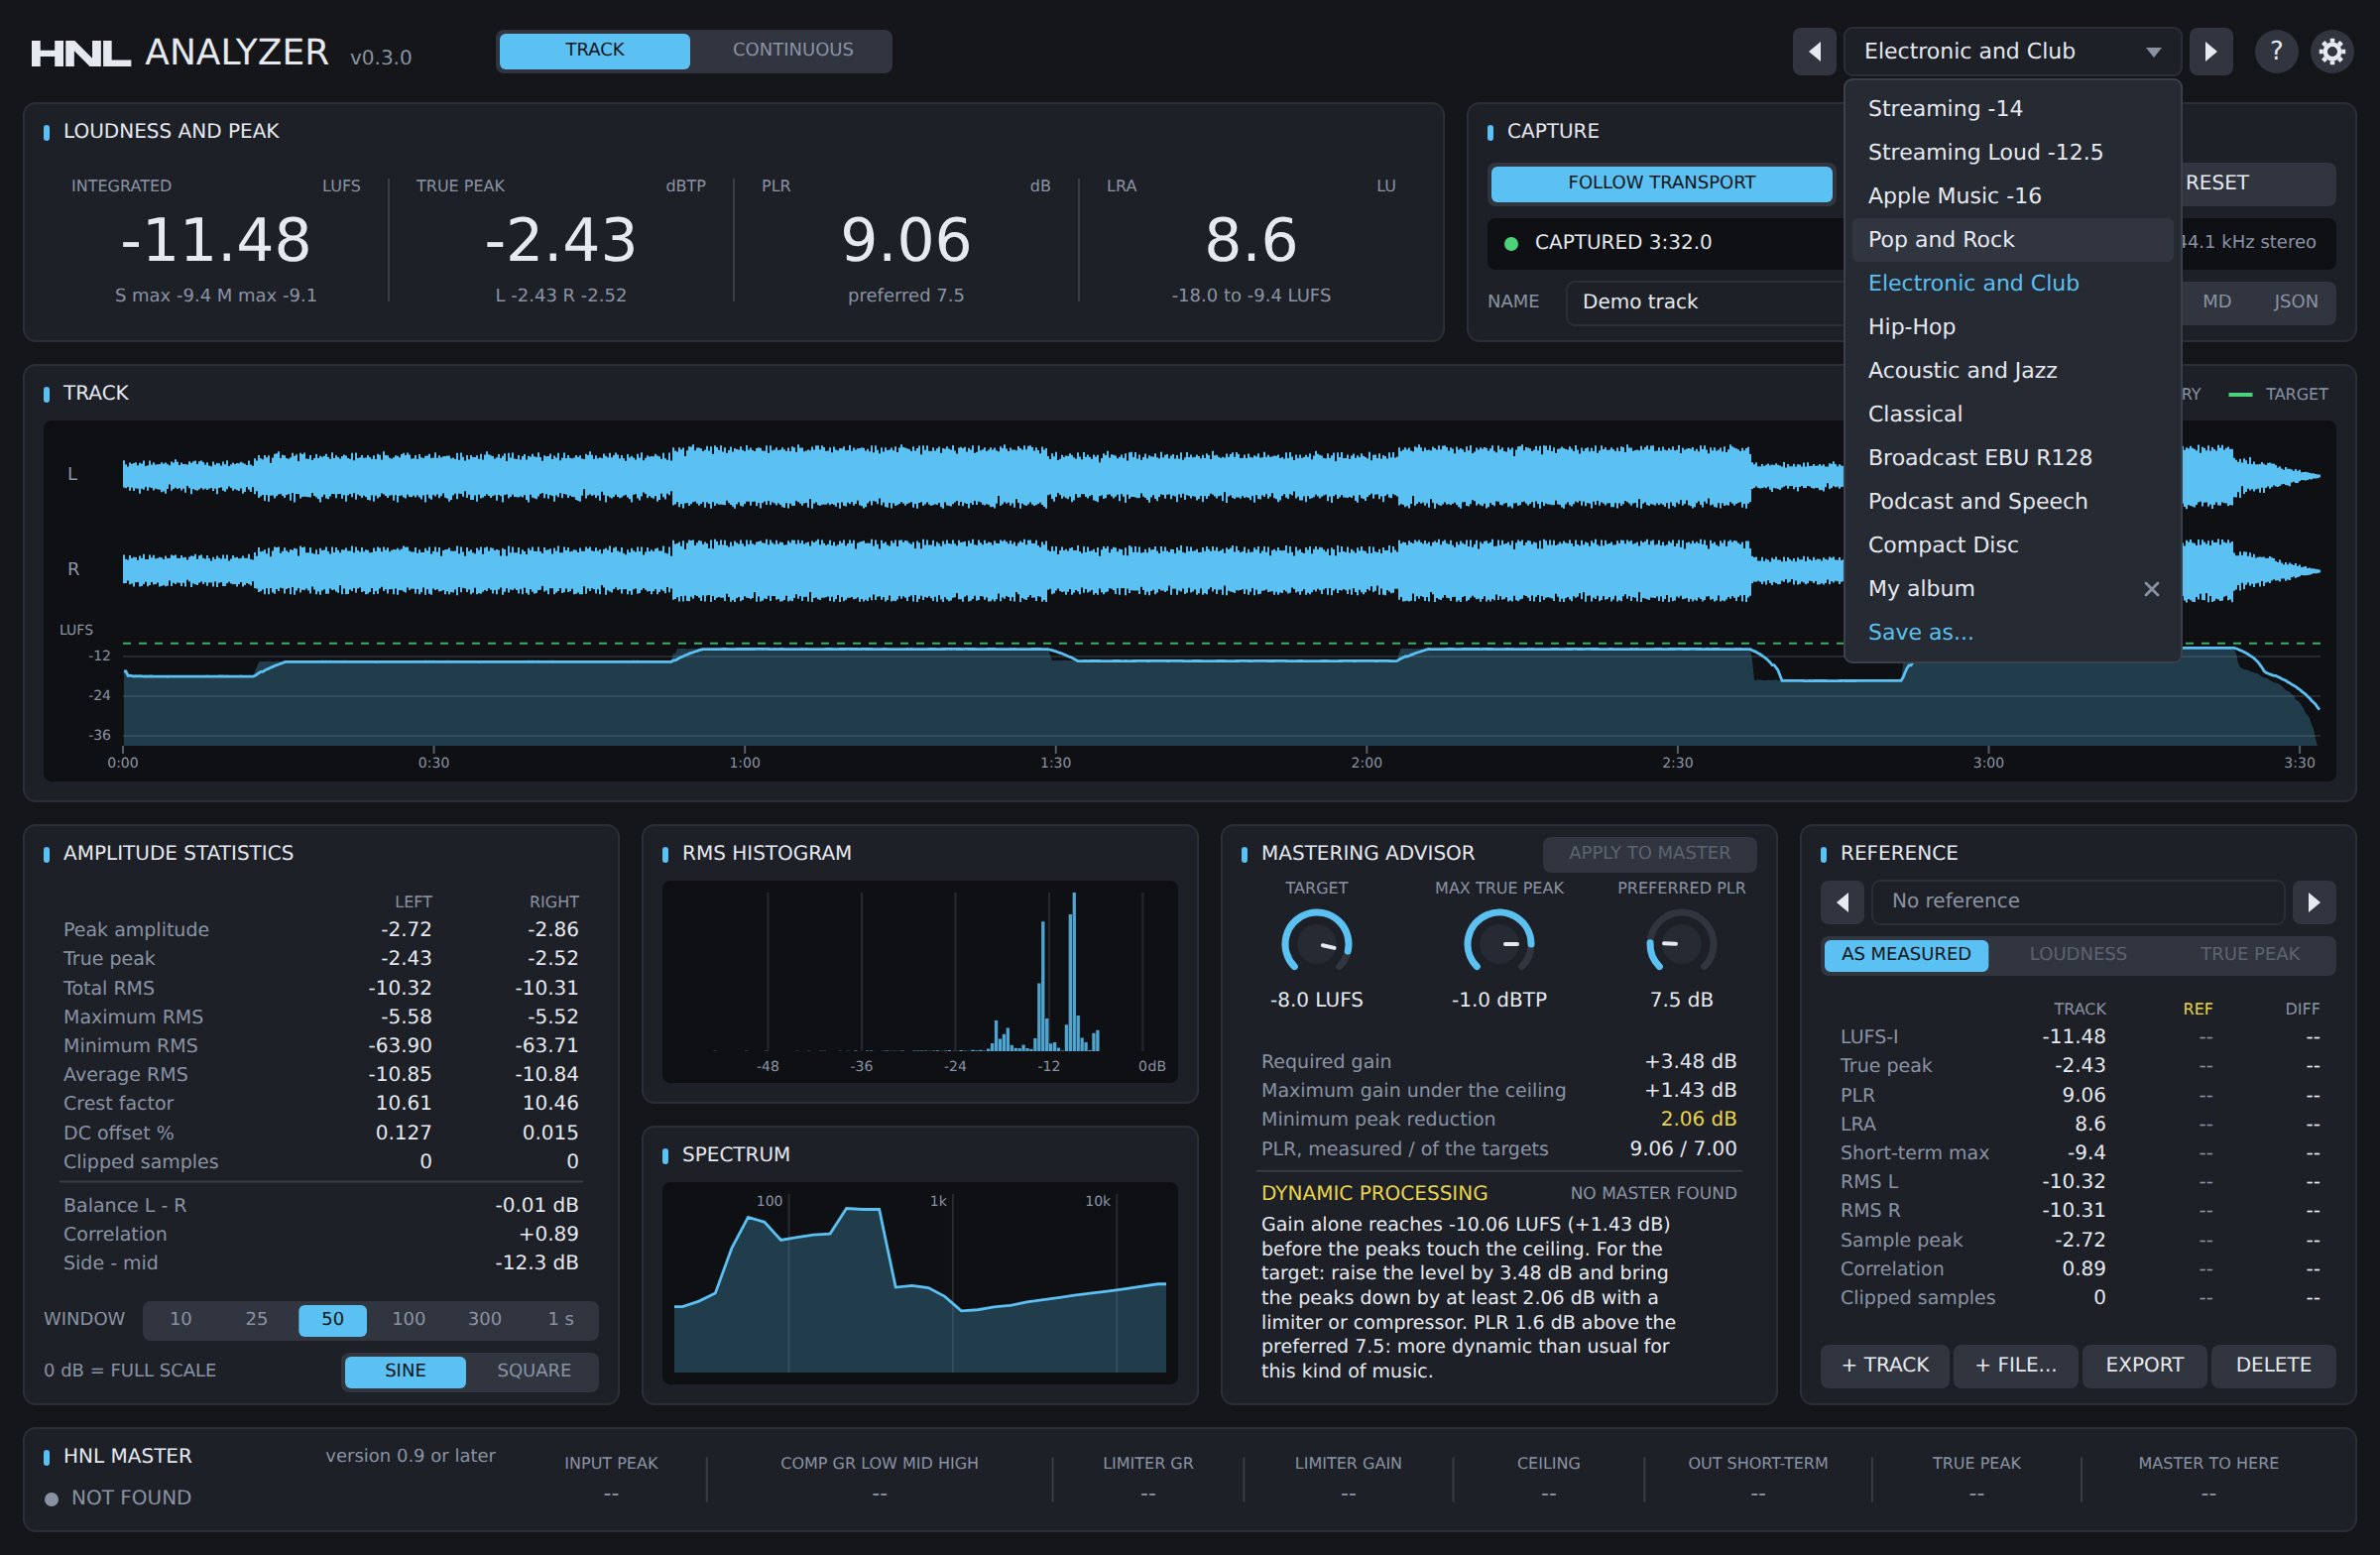 HNL ANALYZER v0.3.0
TRACK CONTINUOUS
Electronic and Club
?
Streaming -14
Streaming Loud -12.5
Apple Music -16
Pop and Rock
Electronic and Club
Hip-Hop
Acoustic and Jazz
Classical
Broadcast EBU R128
Podcast and Speech
Compact Disc
My album
Save as...
LOUDNESS AND PEAK
INTEGRATED LUFS
-11.48
S max -9.4 M max -9.1
TRUE PEAK dBTP
-2.43
L -2.43 R -2.52
PLR dB
9.06
preferred 7.5
LRA LU
8.6
-18.0 to -9.4 LUFS
CAPTURE
FOLLOW TRANSPORT RESET
CAPTURED 3:32.0 44.1 kHz stereo
NAME Demo track MD JSON
TRACK RY TARGET
L
R
LUFS
-12
-24
-36
0:00 0:30 1:00 1:30 2:00 2:30 3:00 3:30
AMPLITUDE STATISTICS
LEFT RIGHT
Peak amplitude -2.72 -2.86
True peak -2.43 -2.52
Total RMS -10.32 -10.31
Maximum RMS -5.58 -5.52
Minimum RMS -63.90 -63.71
Average RMS -10.85 -10.84
Crest factor 10.61 10.46
DC offset % 0.127 0.015
Clipped samples 0 0
Balance L - R -0.01 dB
Correlation +0.89
Side - mid -12.3 dB
WINDOW 10 25 50 100 300 1 s
0 dB = FULL SCALE SINE SQUARE
RMS HISTOGRAM
-48 -36 -24 -12 0dB
SPECTRUM
100 1k 10k
MASTERING ADVISOR APPLY TO MASTER
TARGET MAX TRUE PEAK PREFERRED PLR
-8.0 LUFS -1.0 dBTP 7.5 dB
Required gain +3.48 dB
Maximum gain under the ceiling +1.43 dB
Minimum peak reduction 2.06 dB
PLR, measured / of the targets 9.06 / 7.00
DYNAMIC PROCESSING NO MASTER FOUND
Gain alone reaches -10.06 LUFS (+1.43 dB)
before the peaks touch the ceiling. For the
target: raise the level by 3.48 dB and bring
the peaks down by at least 2.06 dB with a
limiter or compressor. PLR 1.6 dB above the
preferred 7.5: more dynamic than usual for
this kind of music.
REFERENCE
No reference
AS MEASURED LOUDNESS TRUE PEAK
TRACK REF DIFF
LUFS-I -11.48 -- --
True peak -2.43 -- --
PLR 9.06 -- --
LRA 8.6 -- --
Short-term max -9.4 -- --
RMS L -10.32 -- --
RMS R -10.31 -- --
Sample peak -2.72 -- --
Correlation 0.89 -- --
Clipped samples 0 -- --
+ TRACK + FILE... EXPORT DELETE
HNL MASTER version 0.9 or later
NOT FOUND
INPUT PEAK COMP GR LOW MID HIGH LIMITER GR LIMITER GAIN CEILING OUT SHORT-TERM TRUE PEAK MASTER TO HERE
-- -- -- -- -- -- -- --